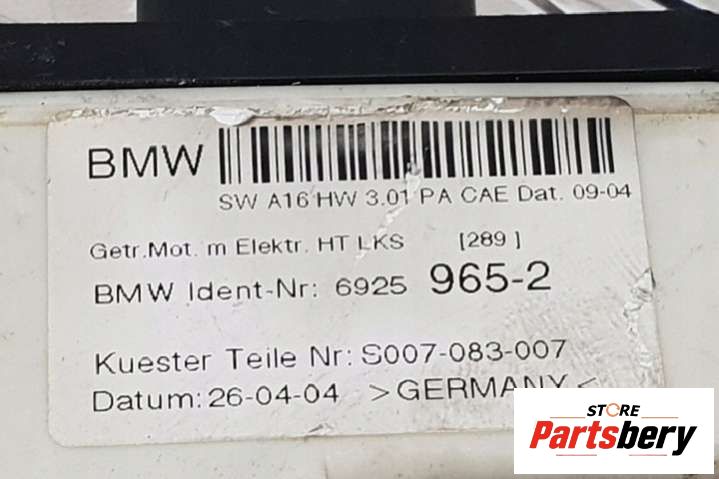 BMW
SW A16 HW 3.01 PA CAE Dat. 09-04
Getr.Mot. m Elektr. HT LKS [289 ]
BMW Ident-Nr: 6925 965-2
Kuester Teile Nr: S007-083-007
Datum: 26-04-04 >GERMANY<
STORE
Partsbery